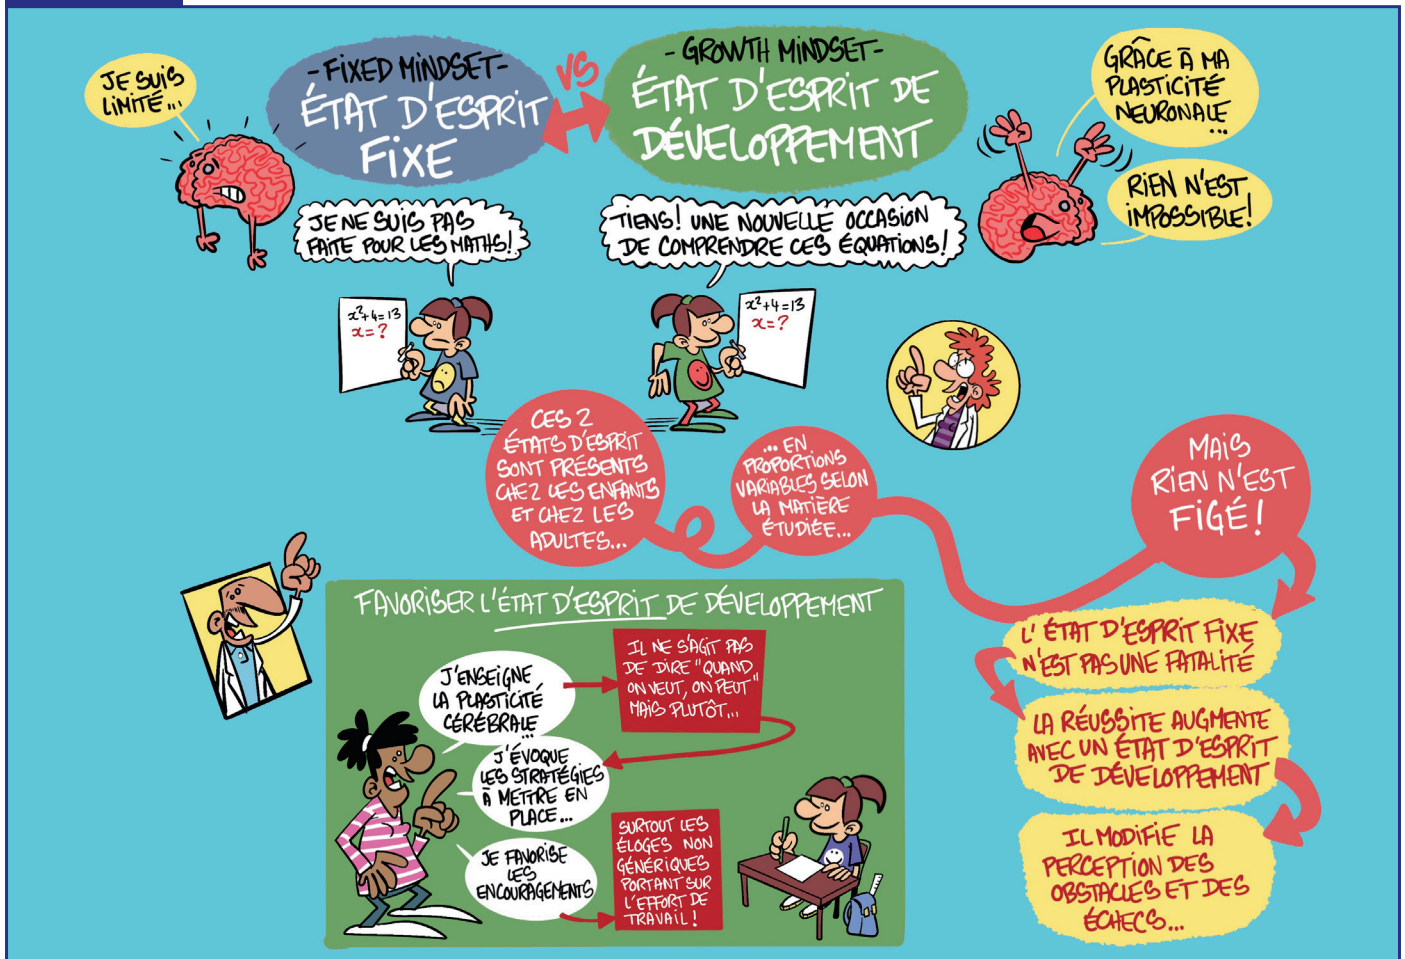 JE SUIS
LIMITÉ...
- FIXED MINDSET -
ÉTAT D'ESPRIT
FIXE
VS
- GROWTH MINDSET -
ÉTAT D'ESPRIT DE
DÉVELOPPEMENT
GRÂCE À MA
PLASTICITÉ
NEURONALE
...
RIEN N'EST
IMPOSSIBLE!
JE NE SUIS PAS
FAITE POUR LES MATHS!
TIENS! UNE NOUVELLE OCCASION
DE COMPRENDRE CES ÉQUATIONS!
x²+4=13
x=?
x²+4=13
x=?
CES 2
ÉTATS D'ESPRIT
SONT PRÉSENTS
CHEZ LES ENFANTS
ET CHEZ LES
ADULTES...
... EN
PROPORTIONS
VARIABLES SELON
LA MATIÈRE
ÉTUDIÉE...
MAIS
RIEN N'EST
FIGÉ!
L'ÉTAT D'ESPRIT FIXE
N'EST PAS UNE FATALITÉ
LA RÉUSSITE AUGMENTE
AVEC UN ÉTAT D'ESPRIT
DE DÉVELOPPEMENT
IL MODIFIE LA
PERCEPTION DES
OBSTACLES ET DES
ÉCHECS...
FAVORISER L'ÉTAT D'ESPRIT DE DÉVELOPPEMENT
J'ENSEIGNE
LA PLASTICITÉ
CÉRÉBRALE
...
IL NE S'AGIT PAS
DE DIRE "QUAND
ON VEUT, ON PEUT"
MAIS PLUTÔT...
J'ÉVOQUE
LES STRATÉGIES
À METTRE EN
PLACE...
JE FAVORISE
LES
ENCOURAGEMENTS
SURTOUT LES
ÉLOGES NON
GÉNÉRIQUES
PORTANT SUR
L'EFFORT DE
TRAVAIL!